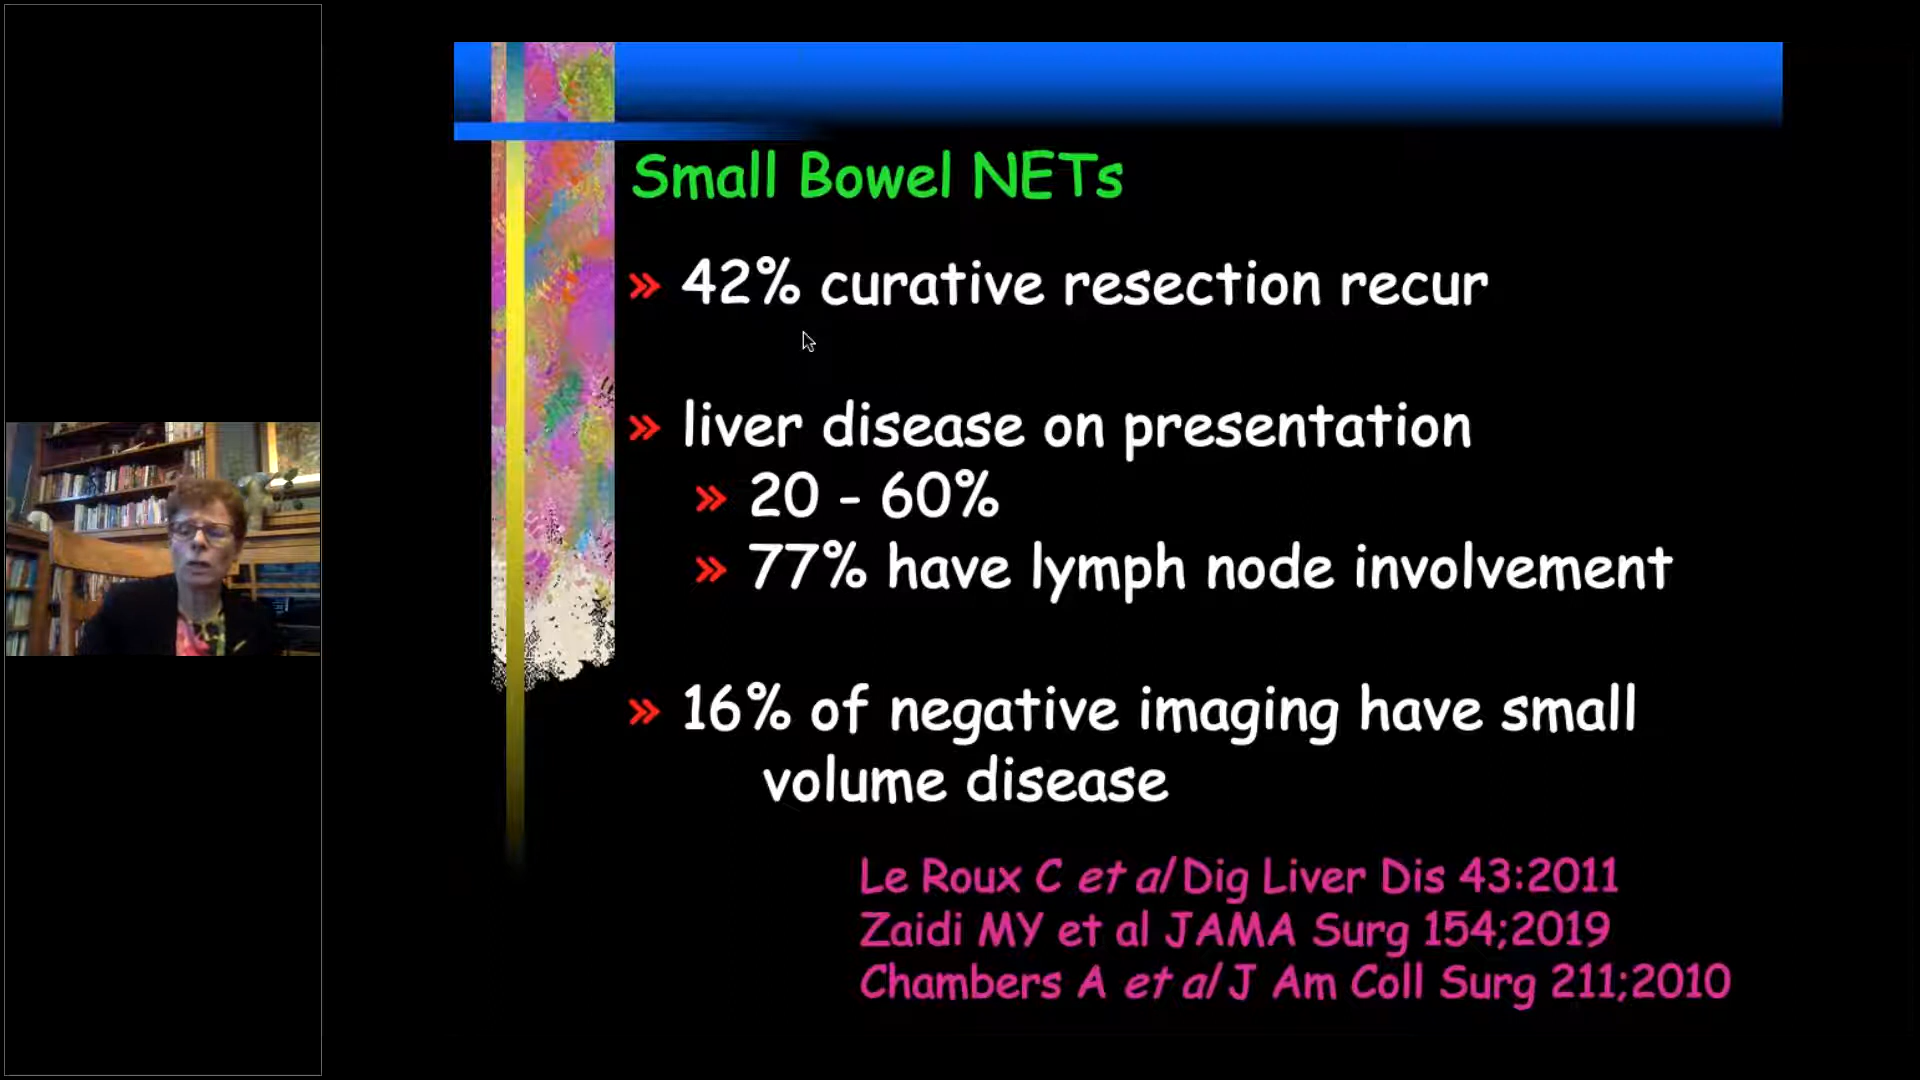 Small Bowel NETs
» 42% curative resection recur
» liver disease on presentation
» 20 - 60%
» 77% have lymph node involvement
» 16% of negative imaging have small
volume disease
Le Roux C et al Dig Liver Dis 43:2011
Zaidi MY et al JAMA Surg 154;2019
Chambers A et al J Am Coll Surg 211;2010